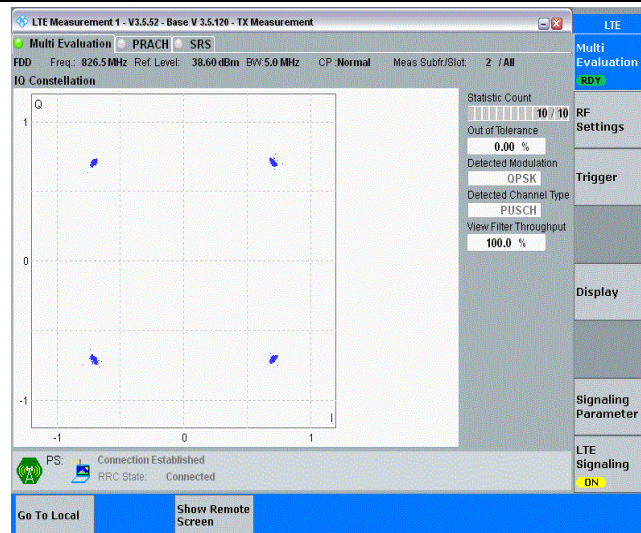 LTE Measurement 1 - V3.5.52 - Base V 3.5.120 - TX Measurement
LTE
Multi Evaluation PRACH SRS
Multi
Evaluation
RDY
FDD Freq.: 826.5 MHz Ref. Level: 38.60 dBm BW: 5.0 MHz CP : Normal Meas Subfr./Slot: 2 / All
IQ Constellation
Q
1
0
-1
-1 0 1
I
Statistic Count
10 / 10
Out of Tolerance
0.00 %
Detected Modulation
QPSK
Detected Channel Type
PUSCH
View Filter Throughput
100.0 %
RF
Settings
Trigger
Display
Signaling
Parameter
LTE
Signaling
ON
PS: Connection Established
RRC State: Connected
Go To Local
Show Remote
Screen